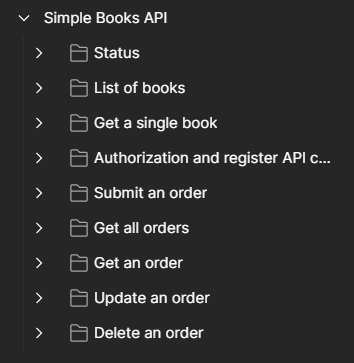 Simple Books API
Status
List of books
Get a single book
Authorization and register API c...
Submit an order
Get all orders
Get an order
Update an order
Delete an order